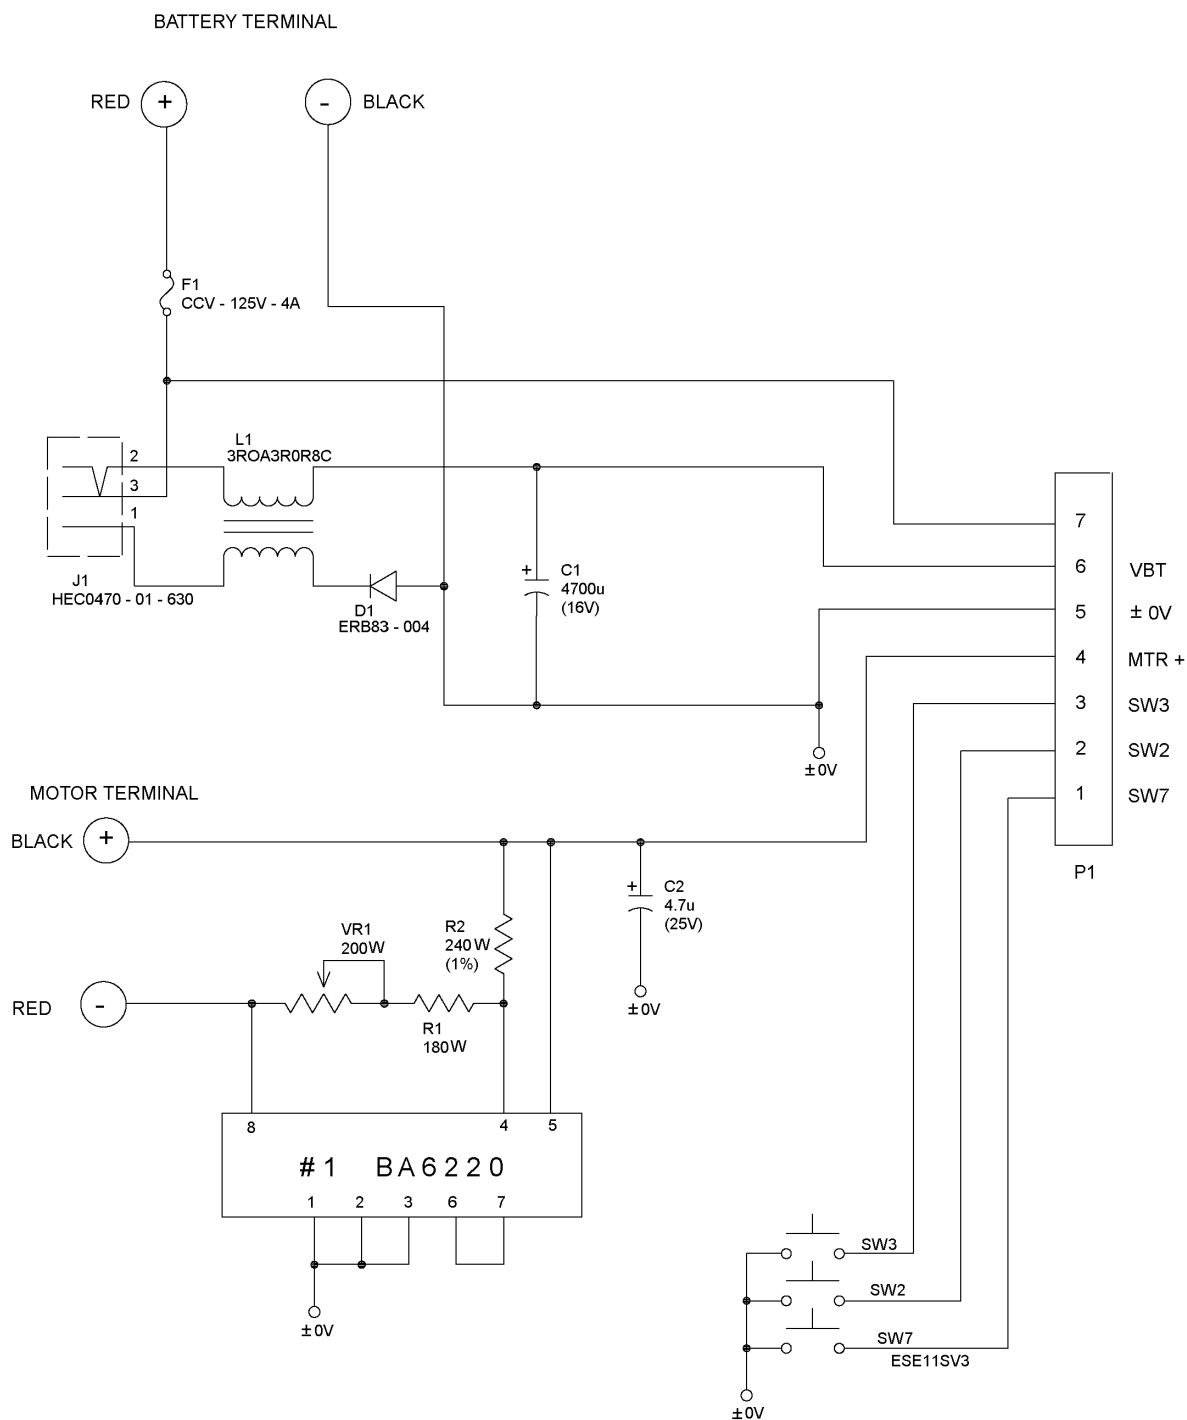 BATTERY TERMINAL
RED
+
-
BLACK
F1
CCV - 125V - 4A
L1
3ROA3R0R8C
2
3
1
J1
HEC0470 - 01 - 630
D1
ERB83 - 004
+
C1
4700u
(16V)
±0V
7
6
VBT
5
± 0V
4
MTR +
3
SW3
2
SW2
1
SW7
P1
MOTOR TERMINAL
BLACK
+
+
C2
4.7u
(25V)
±0V
R2
240W
(1%)
VR1
200W
RED
-
R1
180W
8
4
5
#1 BA6220
1
2
3
6
7
±0V
SW3
SW2
SW7
ESE11SV3
±0V